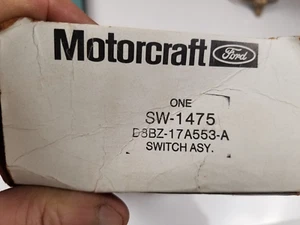 Motorcraft Ford
ONE
SW-1475
D8BZ-17A553-A
SWITCH ASY.